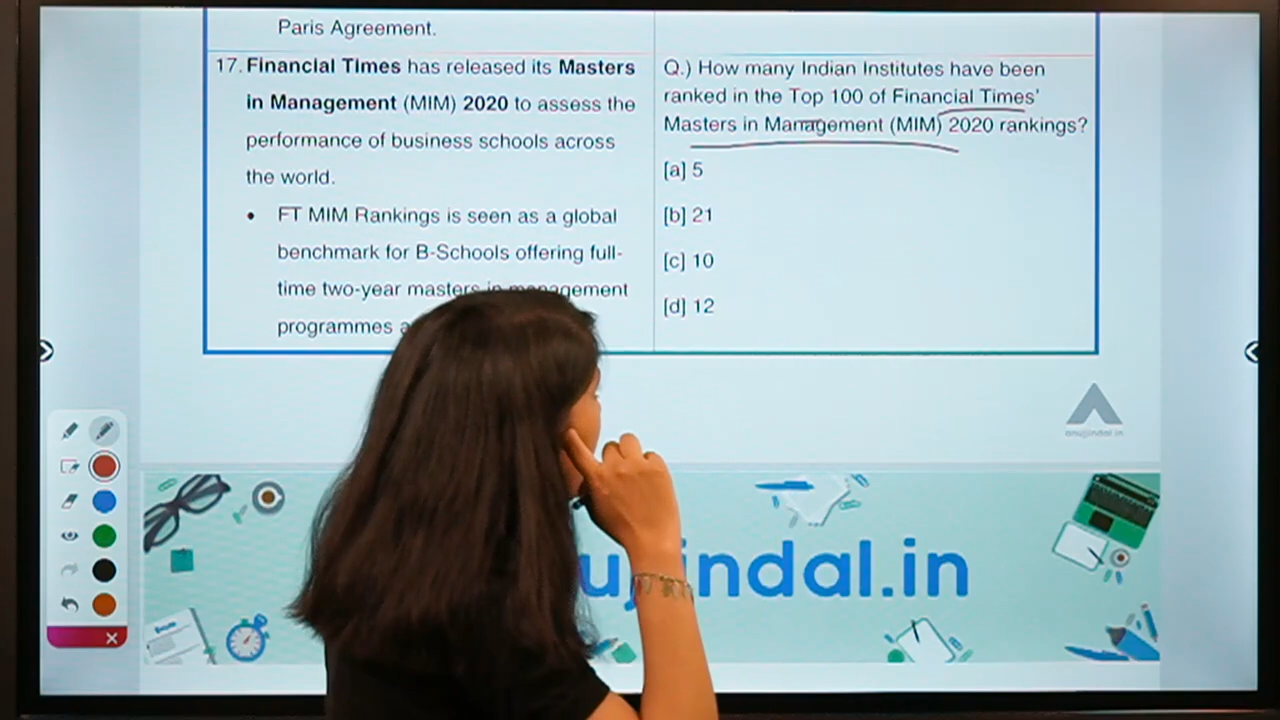 Paris Agreement.
17. Financial Times has released its Masters
in Management (MIM) 2020 to assess the
performance of business schools across
the world.
• FT MIM Rankings is seen as a global
benchmark for B-Schools offering full-
time two-year masters in management
programmes
Q.) How many Indian Institutes have been
ranked in the Top 100 of Financial Times'
Masters in Management (MIM) 2020 rankings?
[a] 5
[b] 21
[c] 10
[d] 12
anujjindal.in
ujjindal.in